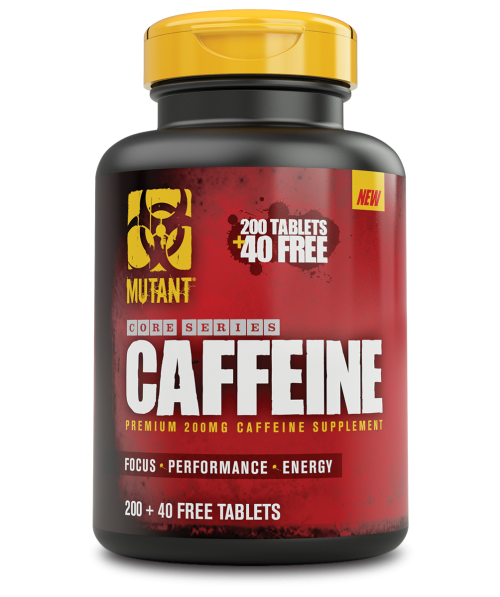 NEW
200 TABLETS
+40 FREE
MUTANT
CORE SERIES
CAFFEINE
PREMIUM 200MG CAFFEINE SUPPLEMENT
FOCUS • PERFORMANCE • ENERGY
200 + 40 FREE TABLETS